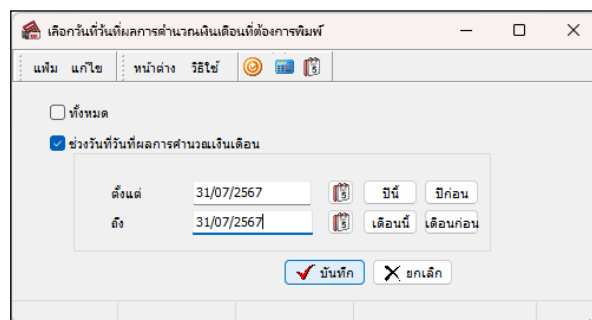 เลือกวันที่วันที่ผลการคำนวณเงินเดือนที่ต้องการพิมพ์
แฟ้ม แก้ไข หน้าต่าง วิธีใช้
ทั้งหมด
ช่วงวันที่วันที่ผลการคำนวณเงินเดือน
ตั้งแต่ 31/07/2567 ปีนี้ ปีก่อน
ถึง 31/07/2567 เดือนนี้ เดือนก่อน
บันทึก ยกเลิก